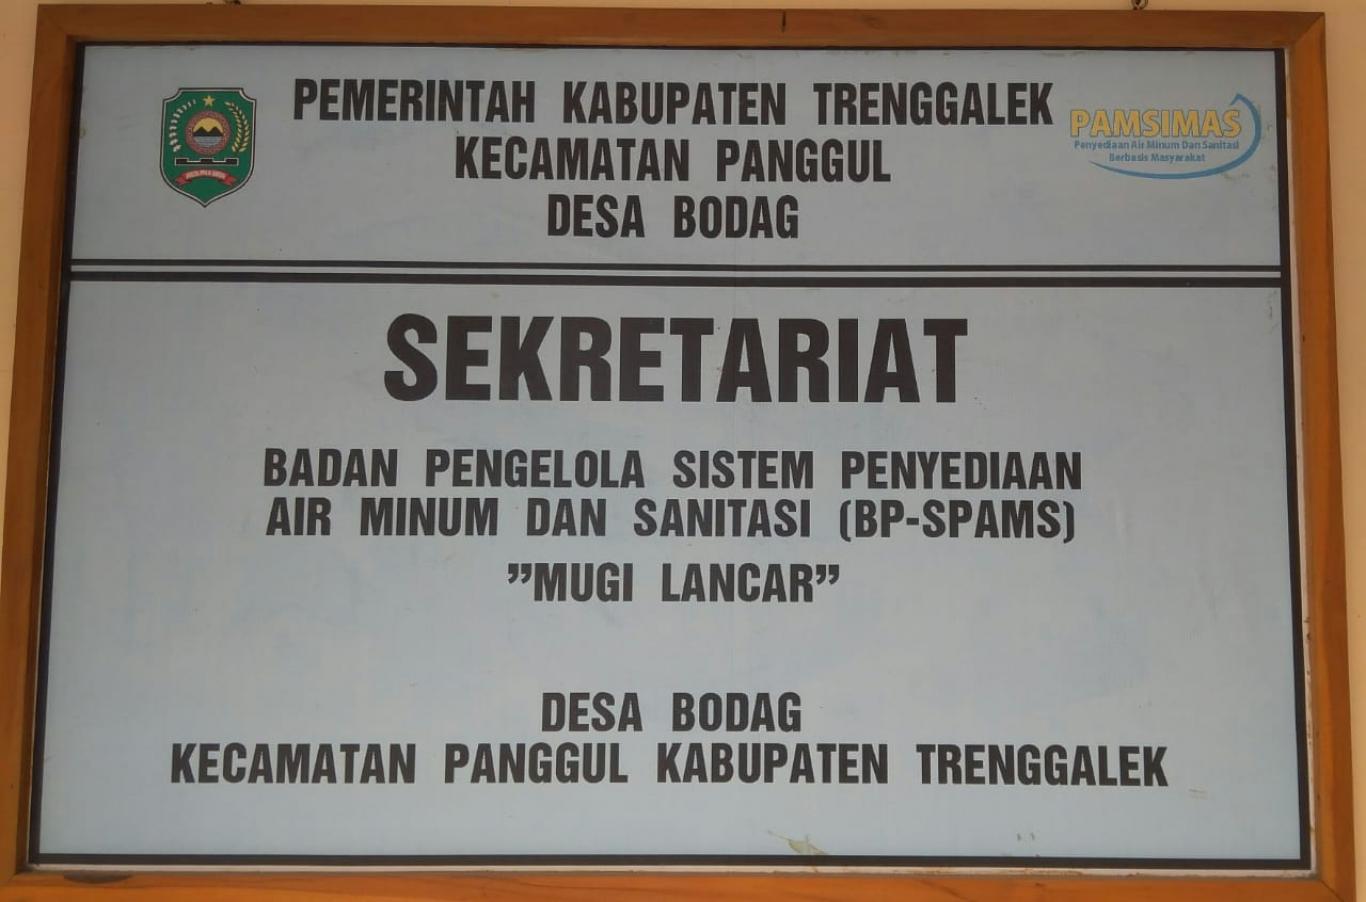 PEMERINTAH KABUPATEN TRENGGALEK
KECAMATAN PANGGUL
DESA BODAG
PAMSIMAS
Penyediaan Air Minum Dan Sanitasi
Berbasis Masyarakat
SEKRETARIAT
BADAN PENGELOLA SISTEM PENYEDIAAN
AIR MINUM DAN SANITASI (BP-SPAMS)
”MUGI LANCAR”
DESA BODAG
KECAMATAN PANGGUL KABUPATEN TRENGGALEK